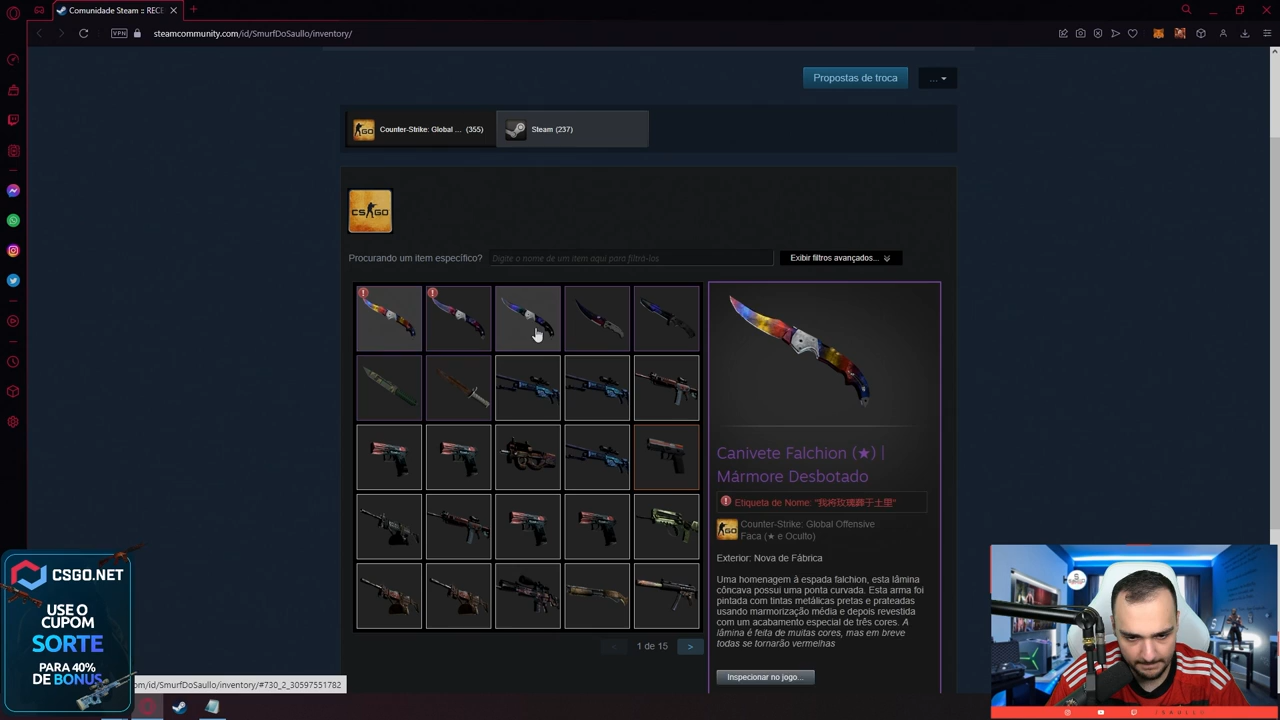 Comunidade Steam :: RECE
VPN
steamcommunity.com/id/SmurfDoSaullo/inventory/
Propostas de troca
...
Counter-Strike: Global ... (355)
Steam (237)
CS GO
Procurando um item específico?
Digite o nome de um item aqui para filtrá-los
Exibir filtros avançados...
Canivete Falchion (★) |
Mármore Desbotado
Etiqueta de Nome: "我将玫瑰葬于土里"
Counter-Strike: Global Offensive
Faca (★ e Oculto)
Exterior: Nova de Fábrica
Uma homenagem à espada falchion, esta lâmina
côncava possui uma ponta curvada. Esta arma foi
pintada com tintas metálicas pretas e prateadas
usando marmorização média e depois revestida
com um acabamento especial de três cores. A
lâmina é feita de muitas cores, mas em breve
todas se tornarão vermelhas
1 de 15
Inspecionar no jogo...
CSGO.NET
USE O
CUPOM
SORTE
PARA 40%
DE BONUS
om/id/SmurfDoSaullo/inventory/#730_2_30597551782